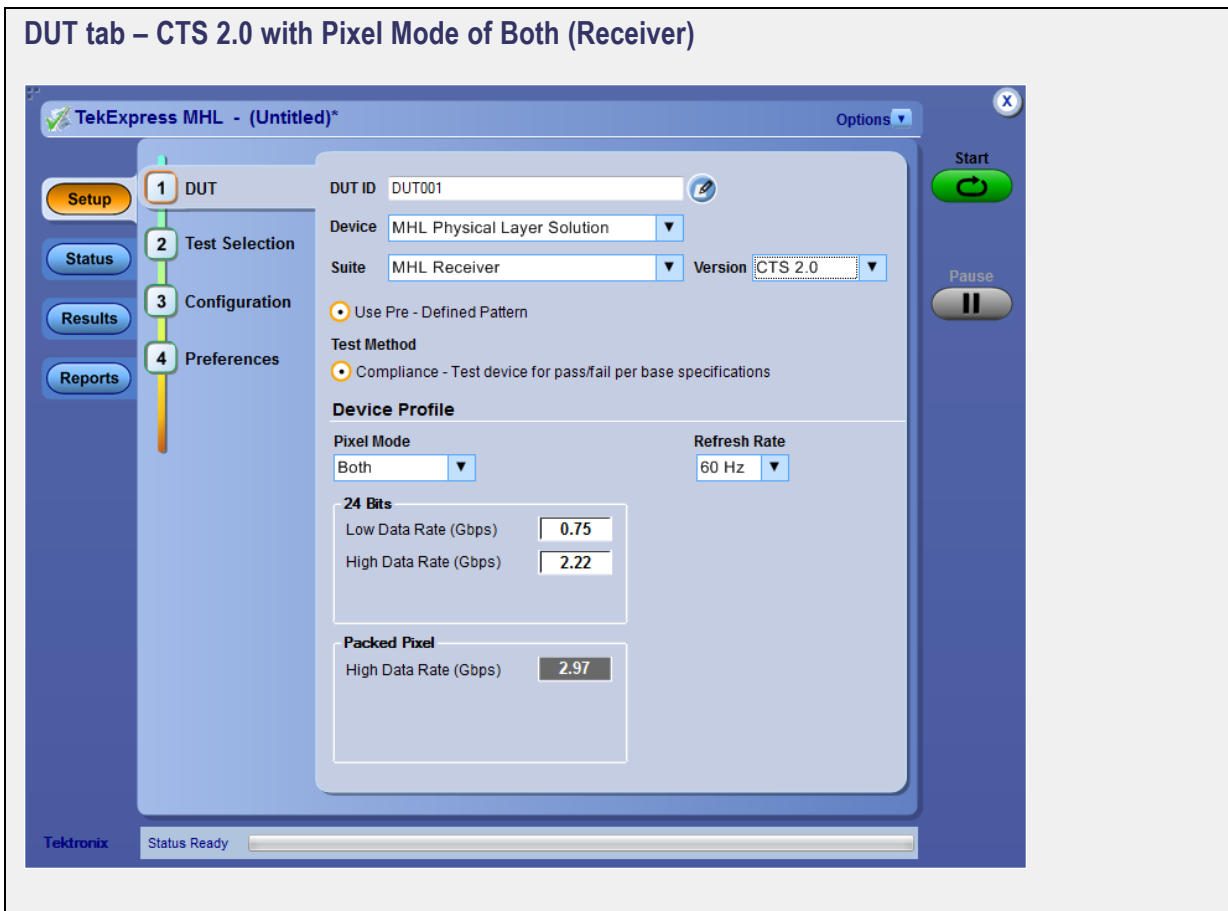 DUT tab – CTS 2.0 with Pixel Mode of Both (Receiver)
TekExpress MHL - (Untitled)*
Options
X
Start
Pause
Setup
Status
Results
Reports
1 DUT
2 Test Selection
3 Configuration
4 Preferences
DUT ID DUT001
Device MHL Physical Layer Solution
Suite MHL Receiver Version CTS 2.0
Use Pre - Defined Pattern
Test Method
Compliance - Test device for pass/fail per base specifications
Device Profile
Pixel Mode Refresh Rate
Both 60 Hz
24 Bits
Low Data Rate (Gbps) 0.75
High Data Rate (Gbps) 2.22
Packed Pixel
High Data Rate (Gbps) 2.97
Tektronix Status Ready